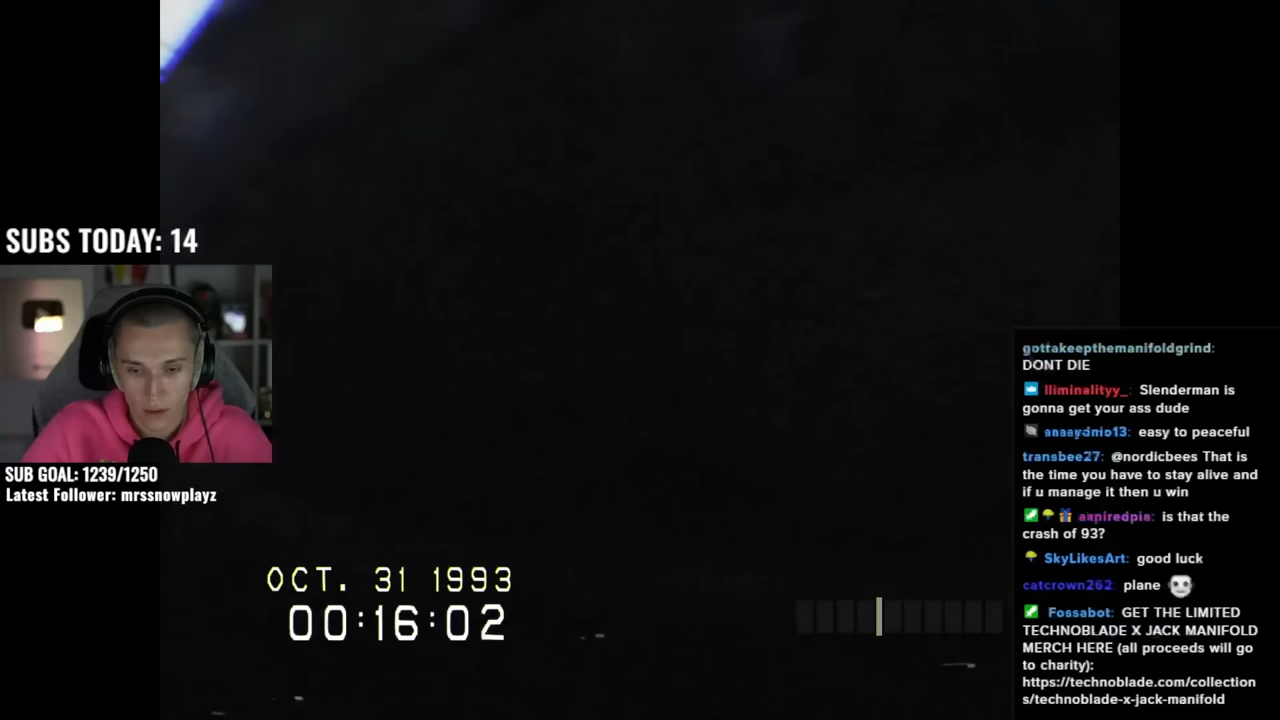 SUBS TODAY: 14
SUB GOAL: 1239/1250
Latest Follower: mrssnowplayz
OCT. 31 1993
00:16:02
gottakeepthemanifoldgrind:
DONT DIE
lliminalityy_: Slenderman is
gonna get your ass dude
anaaydnio13: easy to peaceful
transbee27: @nordicbees That is
the time you have to stay alive and
if u manage it then u win
anniredpia: is that the
crash of 93?
SkyLikesArt: good luck
catcrown262: plane
Fossabot: GET THE LIMITED
TECHNOBLADE X JACK MANIFOLD
MERCH HERE (all proceeds will go
to charity):
https://technoblade.com/collection
s/technoblade-x-jack-manifold